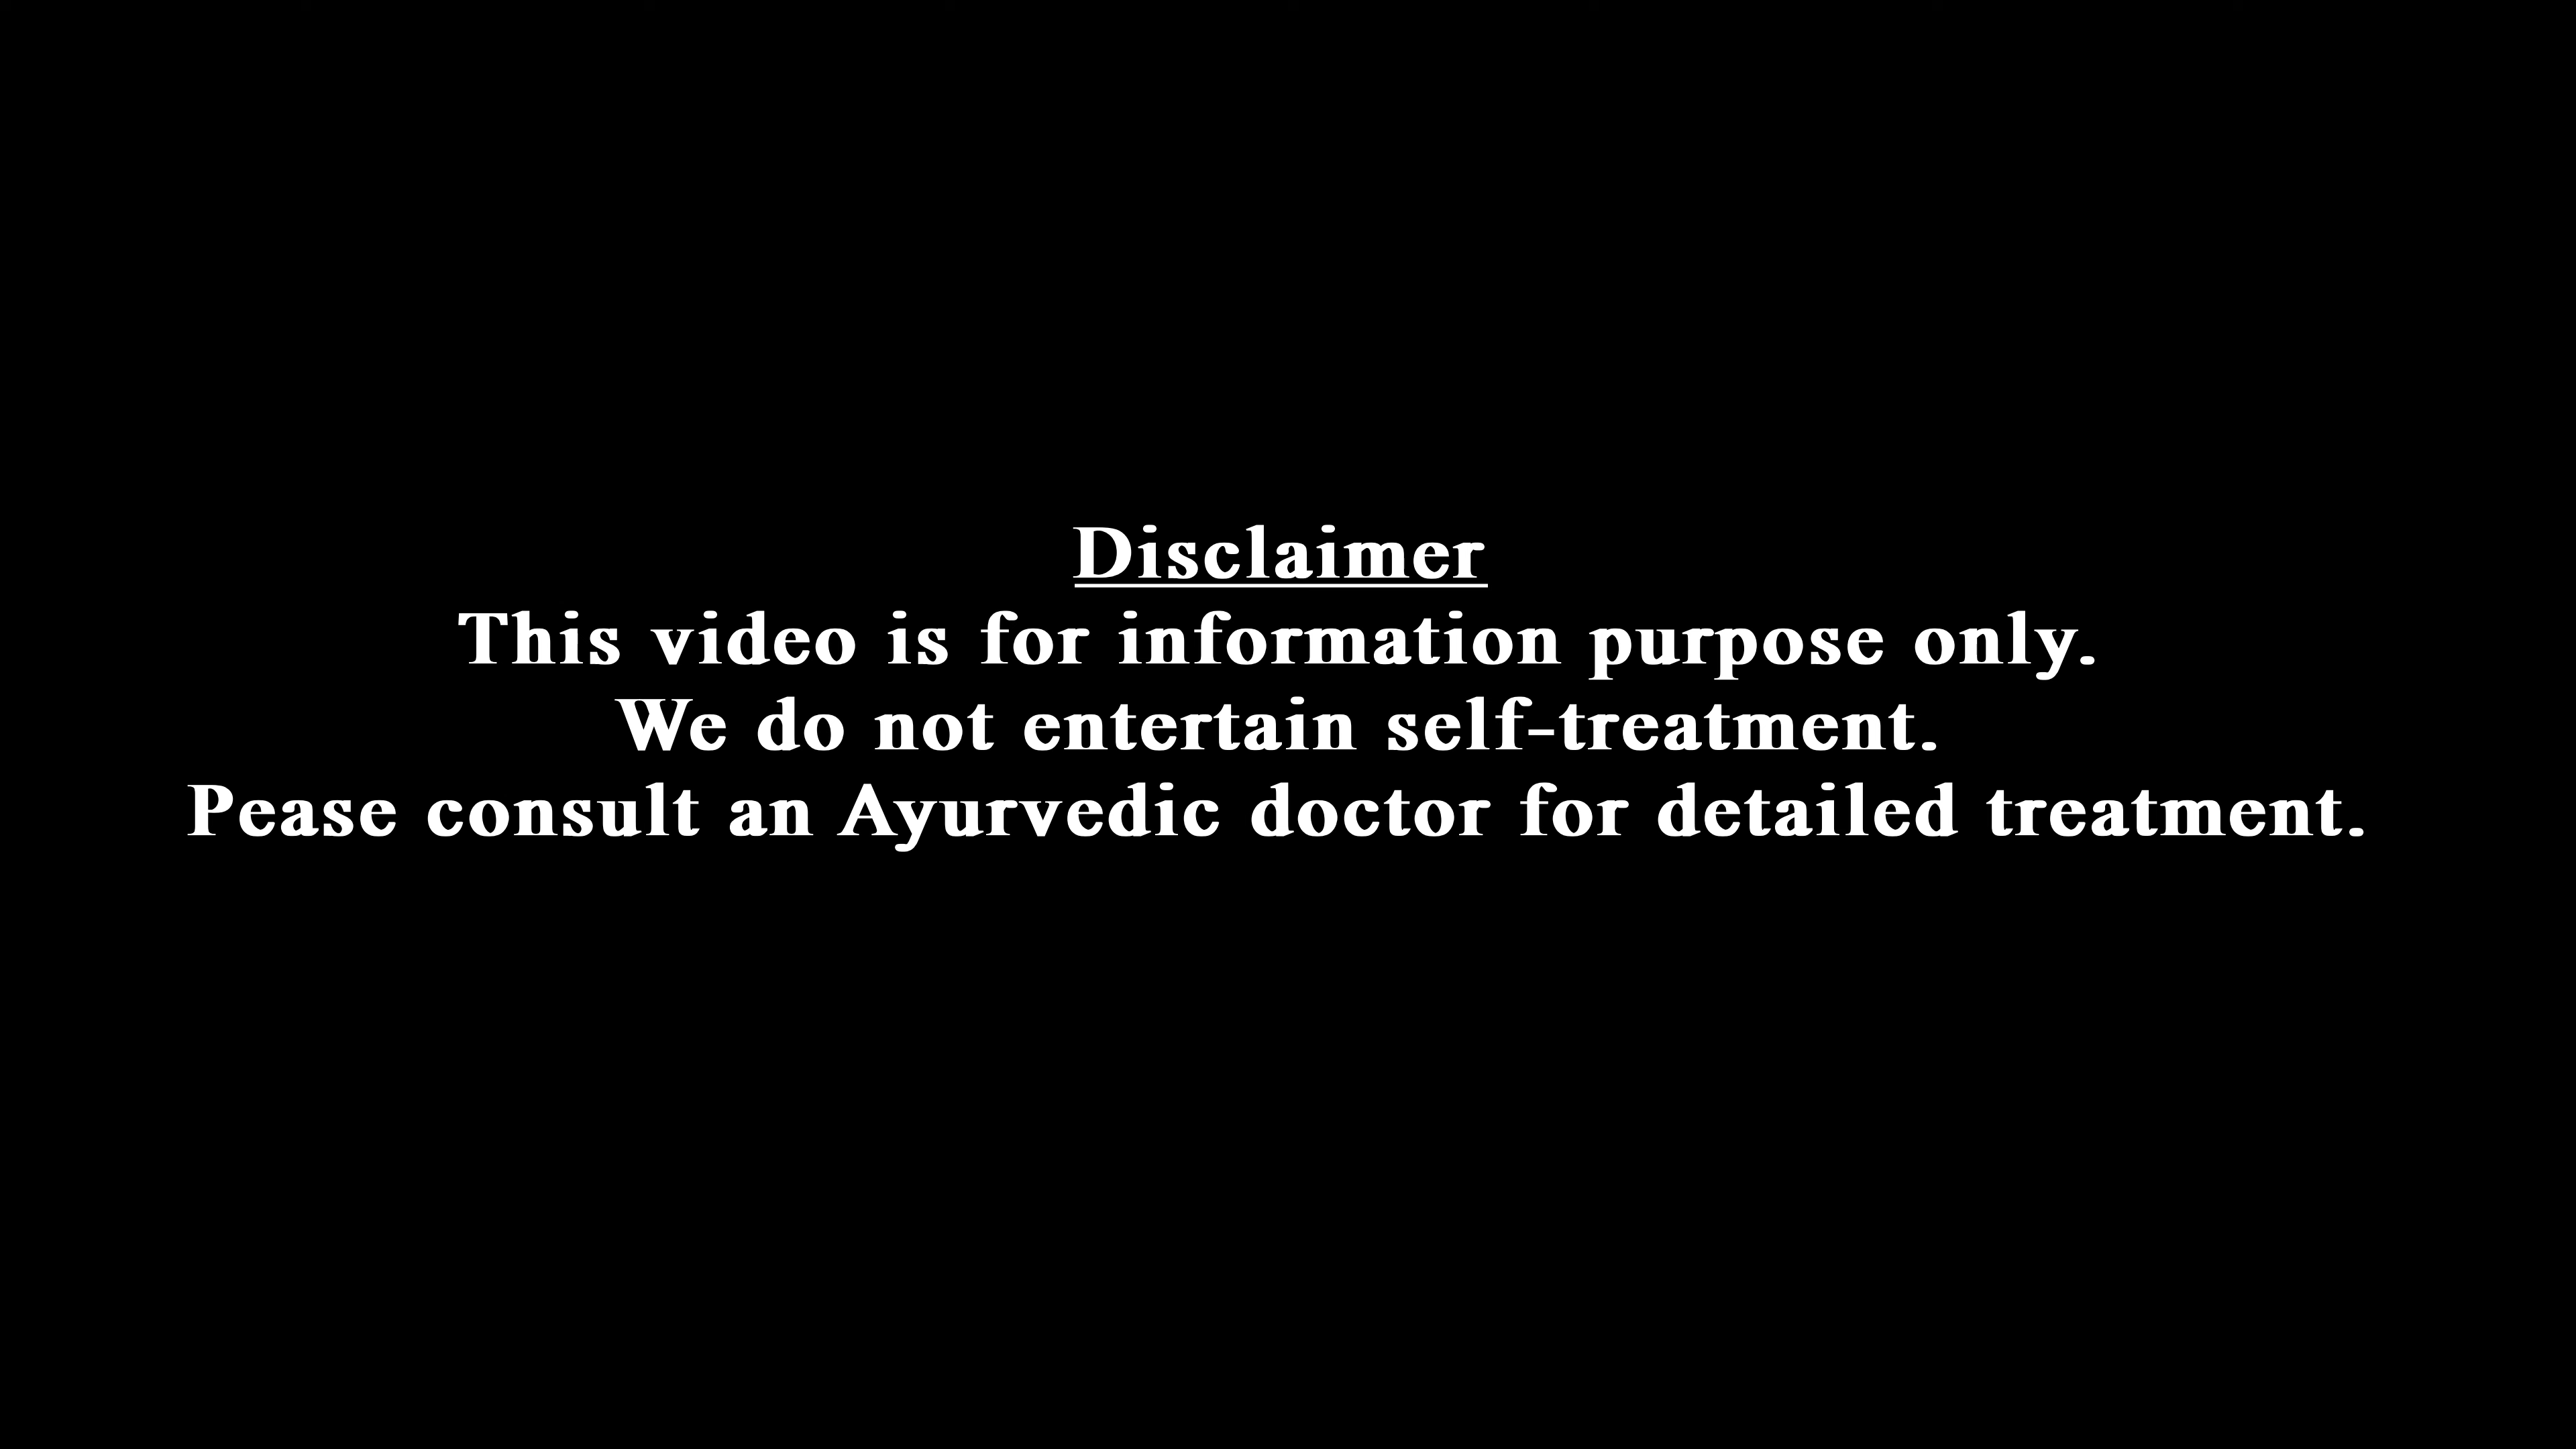 Disclaimer
This video is for information purpose only.
We do not entertain self-treatment.
Pease consult an Ayurvedic doctor for detailed treatment.